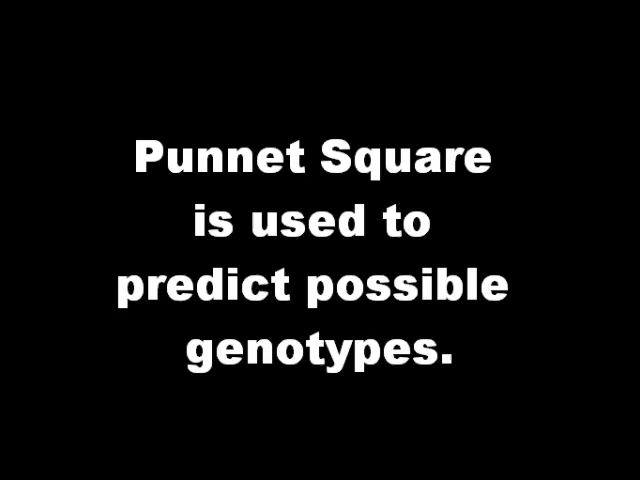 Punnet Square
is used to
predict possible
genotypes.